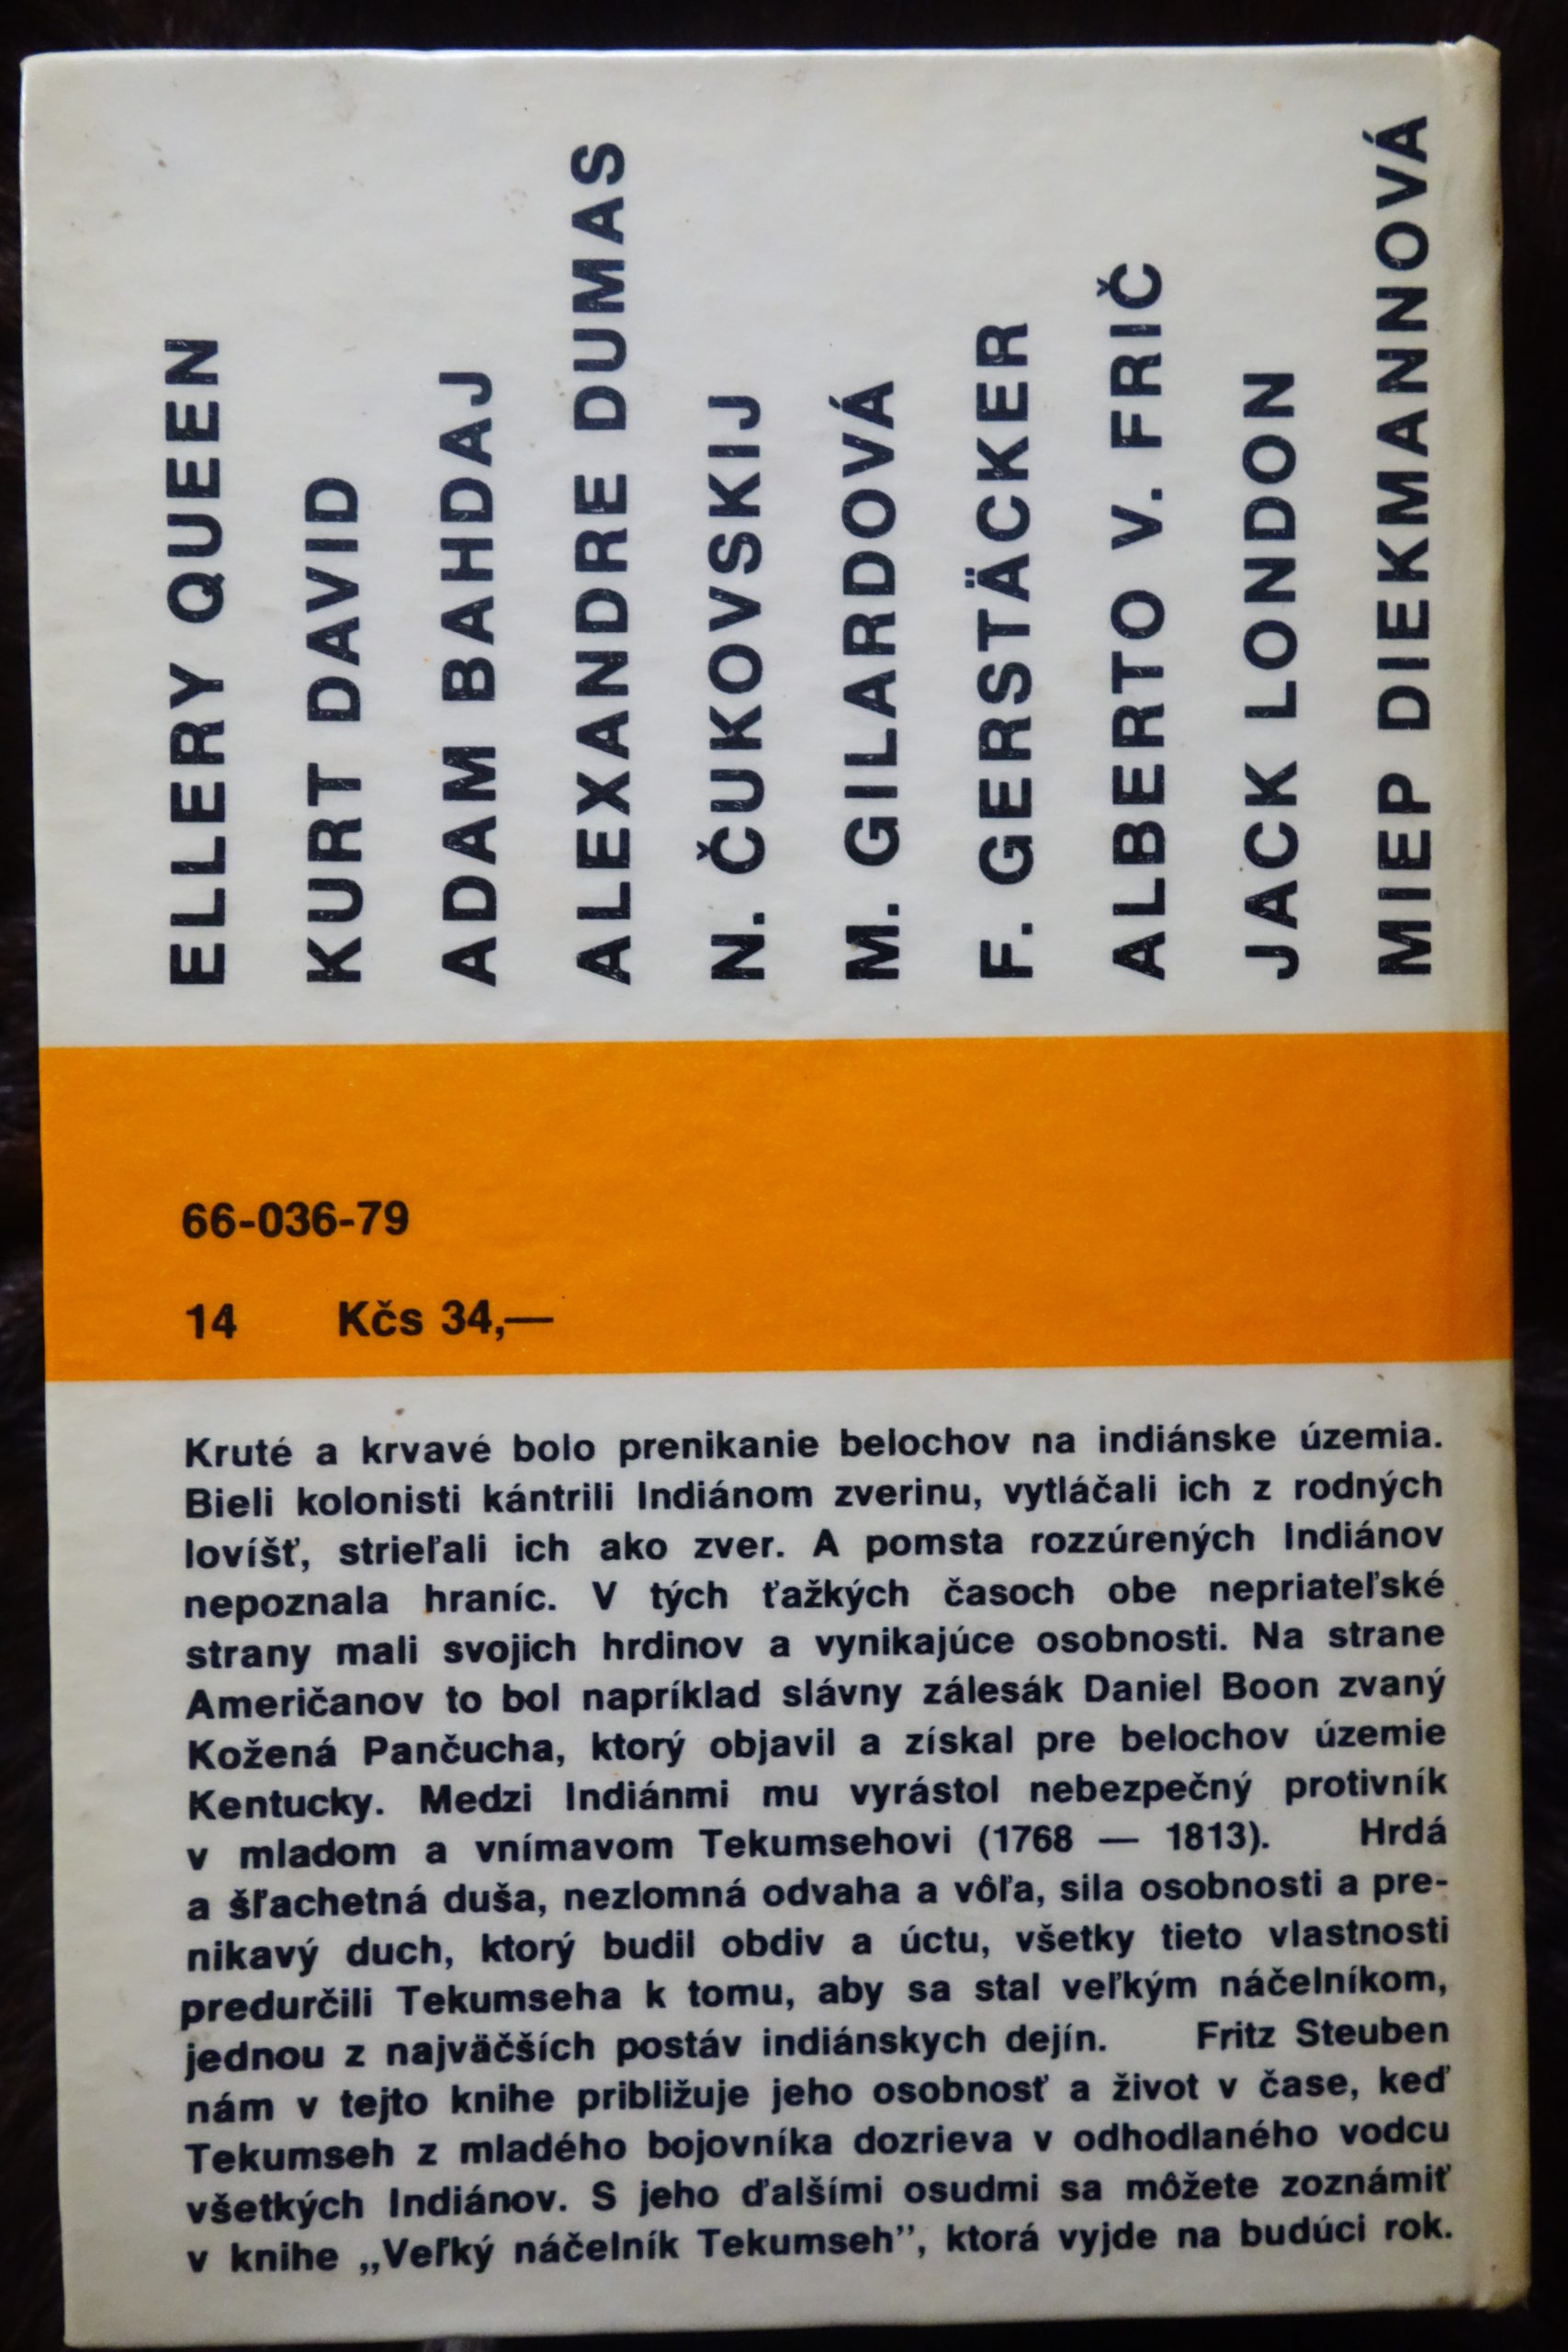 ELLERY QUEEN
KURT DAVID
ADAM BAHDAJ
ALEXANDRE DUMAS
N. ČUKOVSKIJ
M. GILARDOVÁ
F. GERSTÄCKER
ALBERTO V. FRIČ
JACK LONDON
MIEP DIEKMANNOVÁ
66-036-79
14 Kčs 34,—
Kruté a krvavé bolo prenikanie belochov na indiánske územia.
Bieli kolonisti kántrili Indiánom zverinu, vytláčali ich z rodných
lovíšť, strieľali ich ako zver. A pomsta rozzúrených Indiánov
nepoznala hraníc. V tých ťažkých časoch obe nepriateľské
strany mali svojich hrdinov a vynikajúce osobnosti. Na strane
Američanov to bol napríklad slávny zálesák Daniel Boon zvaný
Kožená Pančucha, ktorý objavil a získal pre belochov územie
Kentucky. Medzi Indiánmi mu vyrástol nebezpečný protivník
v mladom a vnímavom Tekumsehovi (1768 — 1813). Hrdá
a šľachetná duša, nezlomná odvaha a vôľa, sila osobnosti a pre-
nikavý duch, ktorý budil obdiv a úctu, všetky tieto vlastnosti
predurčili Tekumseha k tomu, aby sa stal veľkým náčelníkom,
jednou z najväčších postáv indiánskych dejín. Fritz Steuben
nám v tejto knihe približuje jeho osobnosť a život v čase, keď
Tekumseh z mladého bojovníka dozrieva v odhodlaného vodcu
všetkých Indiánov. S jeho ďalšími osudmi sa môžete zoznámiť
v knihe „Veľký náčelník Tekumseh”, ktorá vyjde na budúci rok.